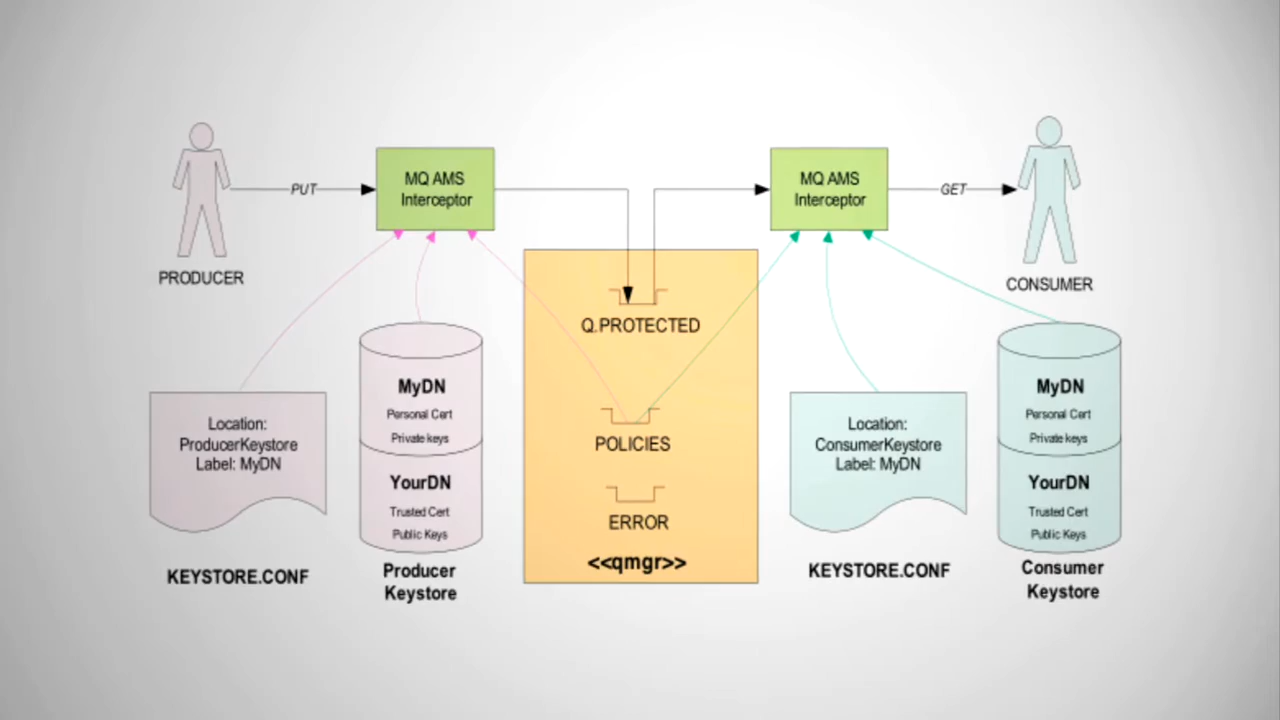 PUT
MQ AMS
Interceptor
MQ AMS
Interceptor
GET
PRODUCER
CONSUMER
Q.PROTECTED
Location:
ProducerKeystore
Label: MyDN
KEYSTORE.CONF
MyDN
Personal Cert
Private keys
YourDN
Trusted Cert
Public Keys
Producer
Keystore
POLICIES
ERROR
<<qmgr>>
Location:
ConsumerKeystore
Label: MyDN
KEYSTORE.CONF
MyDN
Personal Cert
Private keys
YourDN
Trusted Cert
Public Keys
Consumer
Keystore